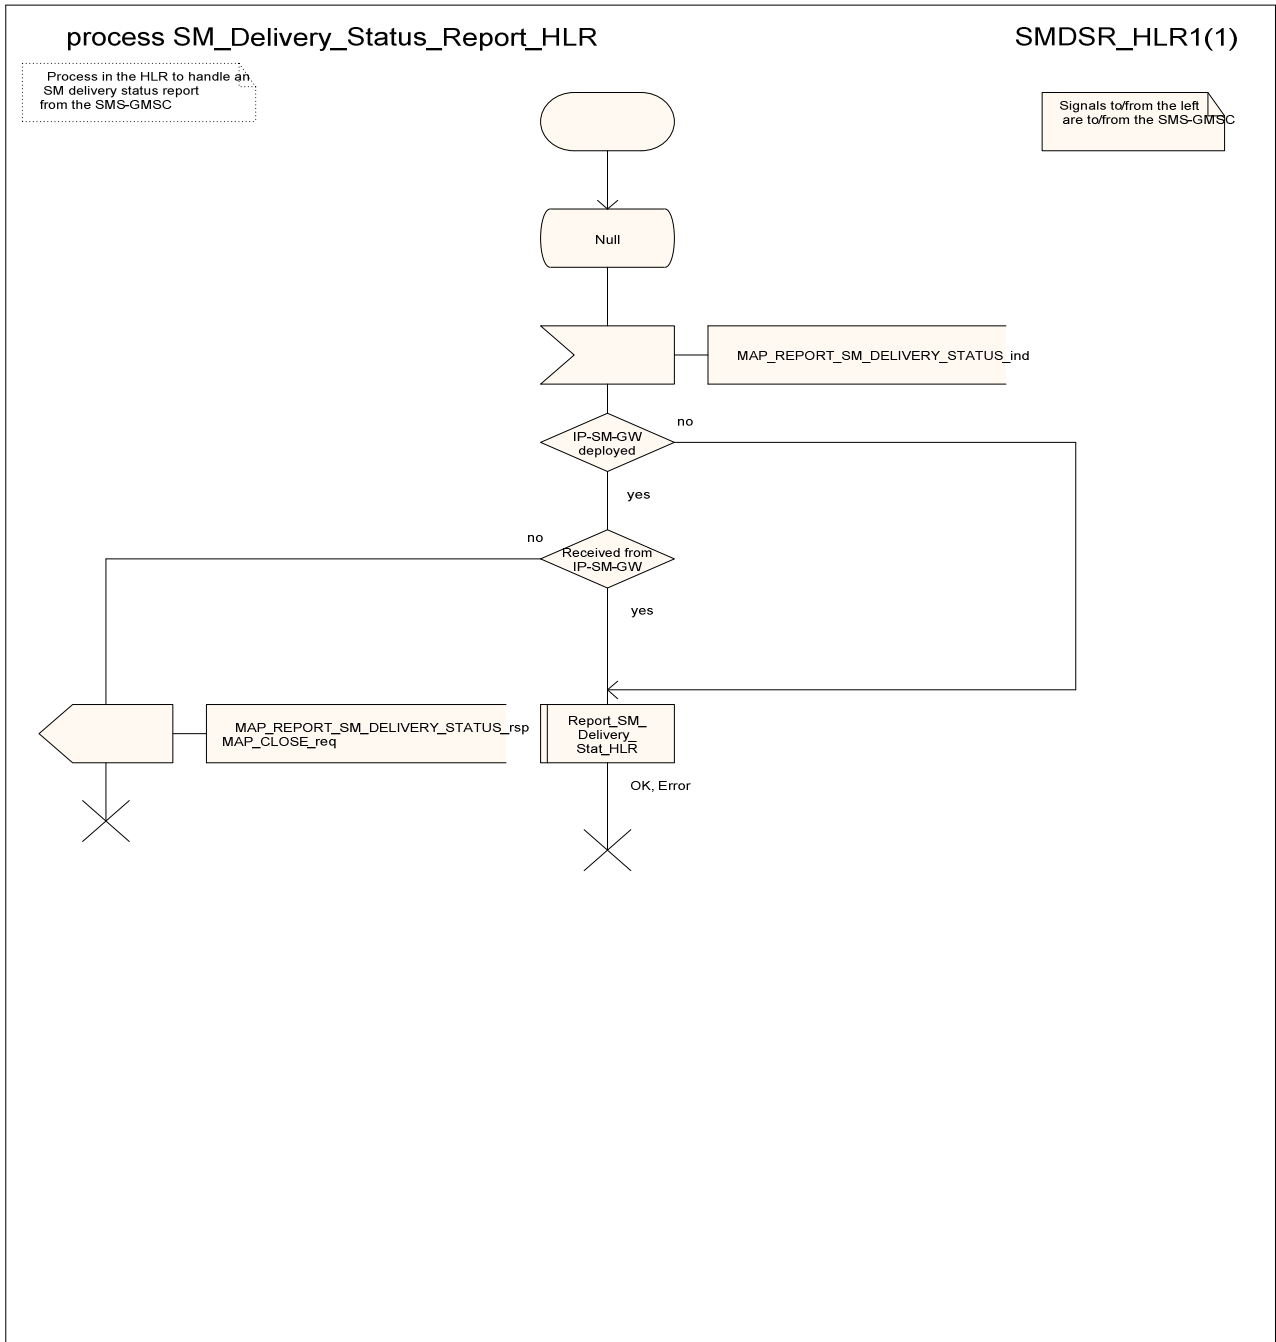 process SM_Delivery_Status_Report_HLR
SMDSR_HLR1(1)
Process in the HLR to handle an
SM delivery status report
from the SMS-GMSC
Signals to/from the left
are to/from the SMS-GMSC
Null
MAP_REPORT_SM_DELIVERY_STATUS_ind
no
IP-SM-GW
deployed
yes
no
Received from
IP-SM-GW
yes
MAP_REPORT_SM_DELIVERY_STATUS_rsp
MAP_CLOSE_req
Report_SM_
Delivery_
Stat_HLR
OK, Error